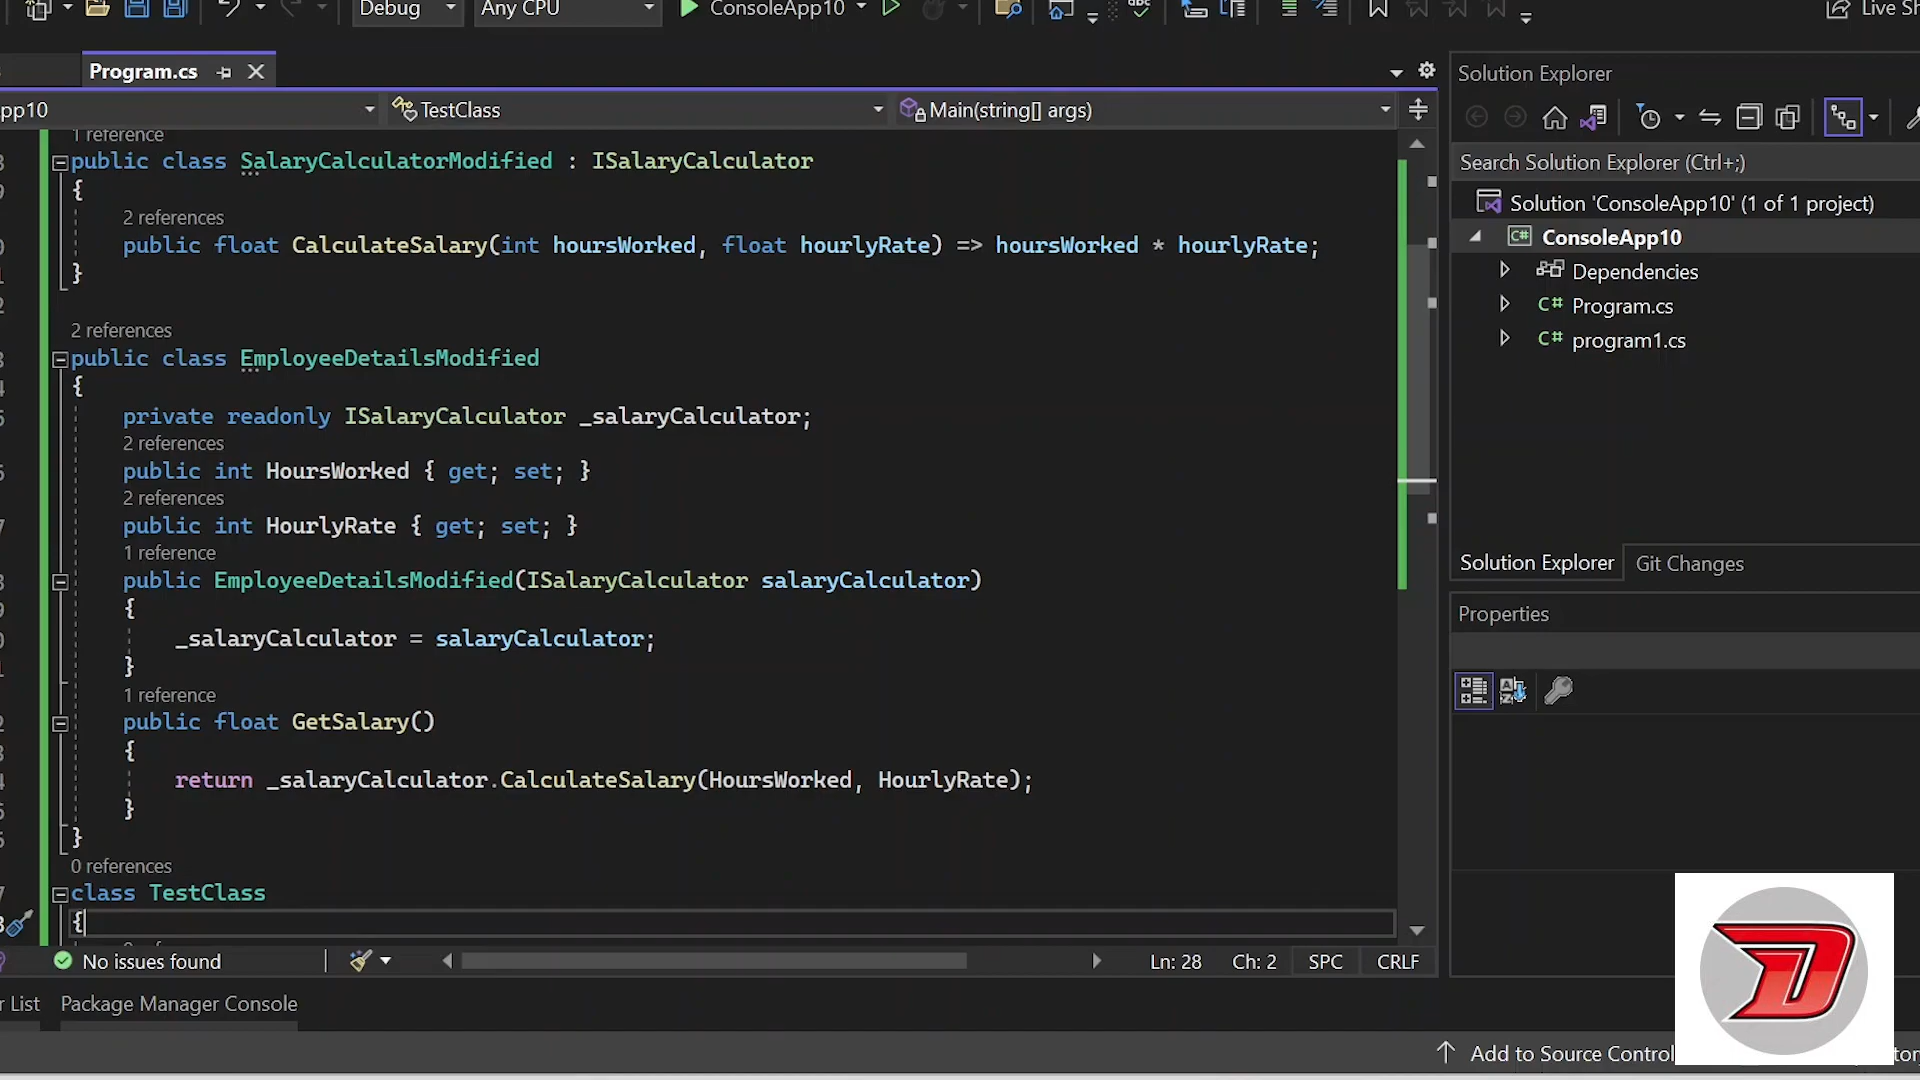 Debug Any CPU ConsoleApp10 Live Sh
Program.cs
pp10 TestClass Main(string[] args)
1 reference
public class SalaryCalculatorModified : ISalaryCalculator
{
2 references
public float CalculateSalary(int hoursWorked, float hourlyRate) => hoursWorked * hourlyRate;
}
2 references
public class EmployeeDetailsModified
{
private readonly ISalaryCalculator _salaryCalculator;
2 references
public int HoursWorked { get; set; }
2 references
public int HourlyRate { get; set; }
1 reference
public EmployeeDetailsModified(ISalaryCalculator salaryCalculator)
{
_salaryCalculator = salaryCalculator;
}
1 reference
public float GetSalary()
{
return _salaryCalculator.CalculateSalary(HoursWorked, HourlyRate);
}
}
0 references
class TestClass
{
No issues found Ln: 28 Ch: 2 SPC CRLF
r List Package Manager Console
Solution Explorer
Search Solution Explorer (Ctrl+;)
Solution 'ConsoleApp10' (1 of 1 project)
C# ConsoleApp10
Dependencies
C# Program.cs
C# program1.cs
Solution Explorer Git Changes
Properties
D
Add to Source Control